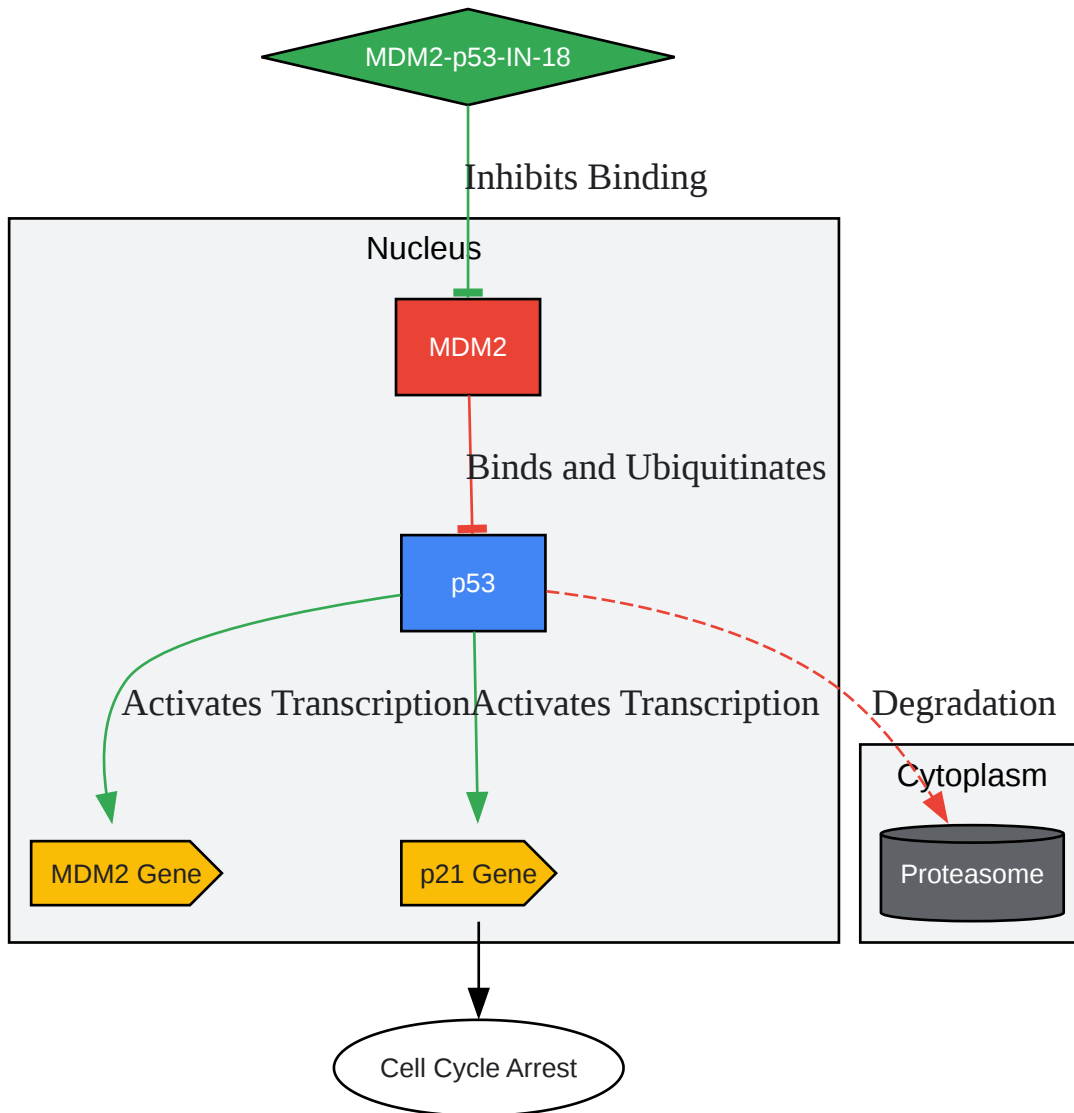 MDM2-p53-IN-18
Inhibits Binding
Nucleus
MDM2
Binds and Ubiquitinates
p53
Activates Transcription
Activates Transcription
Degradation
Cytoplasm
MDM2 Gene
p21 Gene
Proteasome
Cell Cycle Arrest